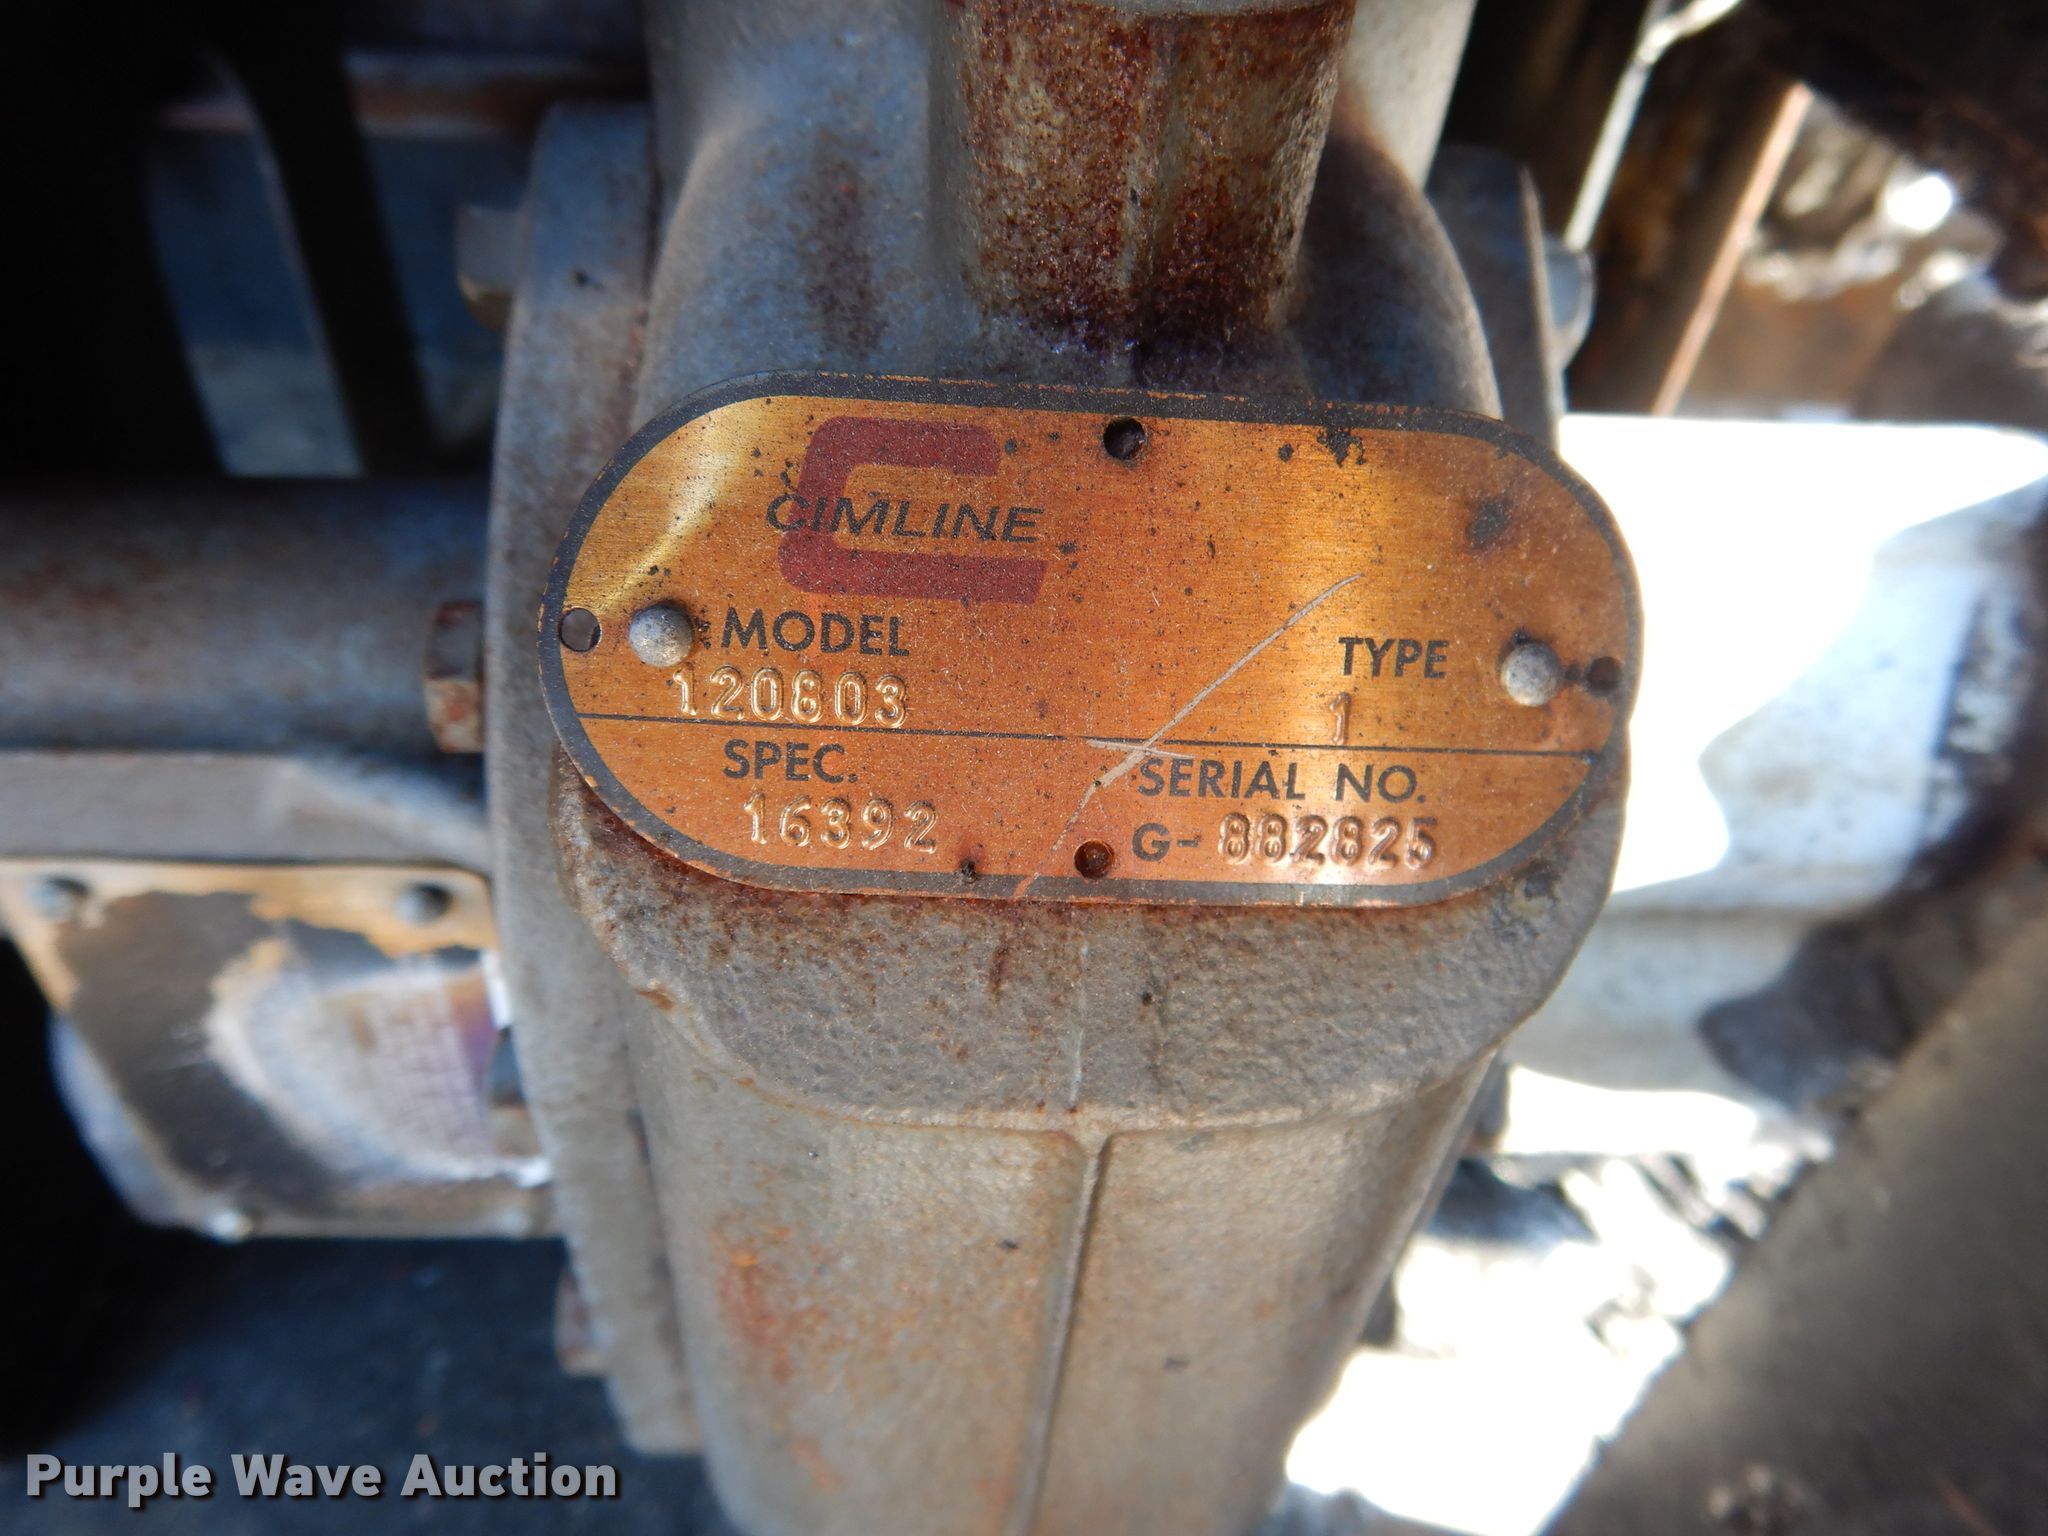 CIMLINE
MODEL TYPE
120803 1
SPEC. SERIAL NO.
16392 G-882825
Purple Wave Auction